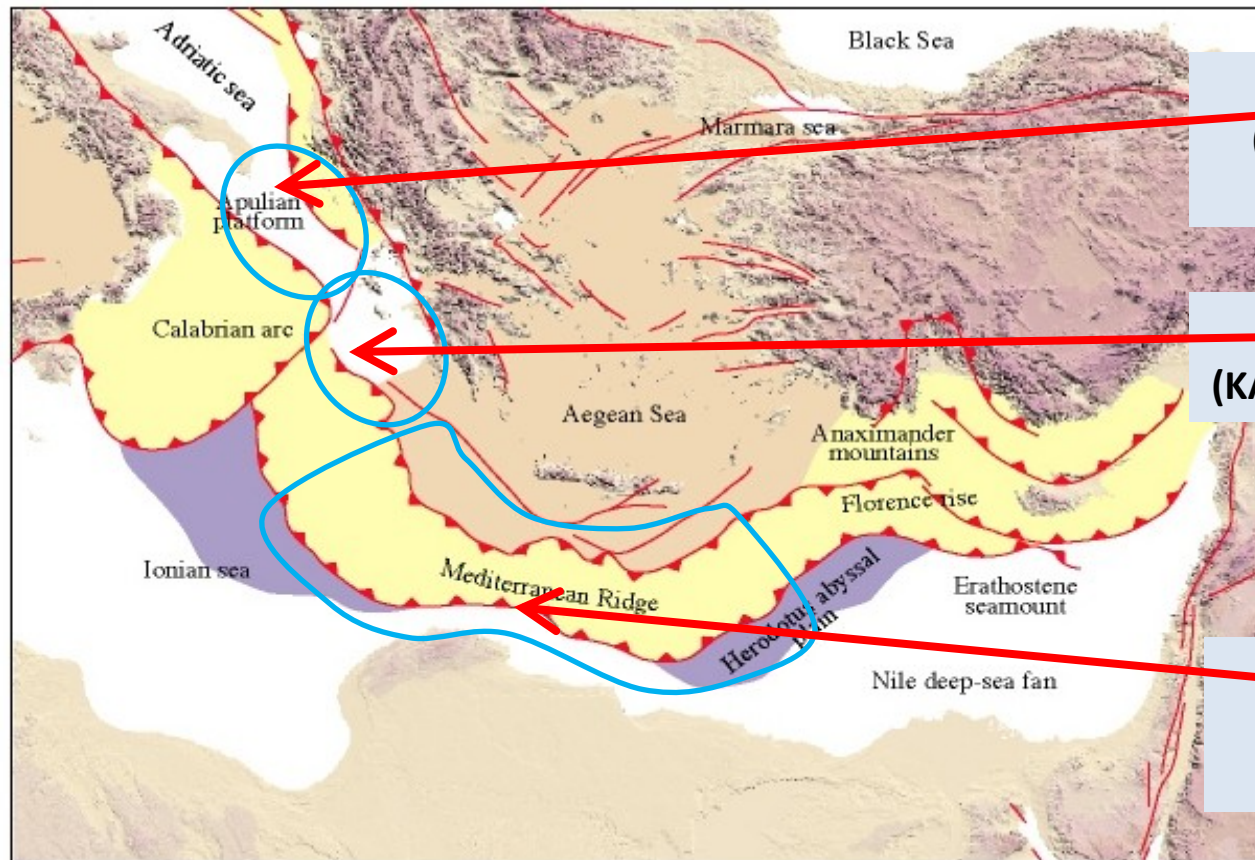 Black Sea
Adriatic sea
Marmara sea
(
Apulian
platform
Calabrian arc
(KA
Aegean Sea
Anaximander
mountains
Florence rise
Ionian sea
Mediterranean Ridge
Erathostene
seamount
Herodotus abyssal
plain
Nile deep-sea fan